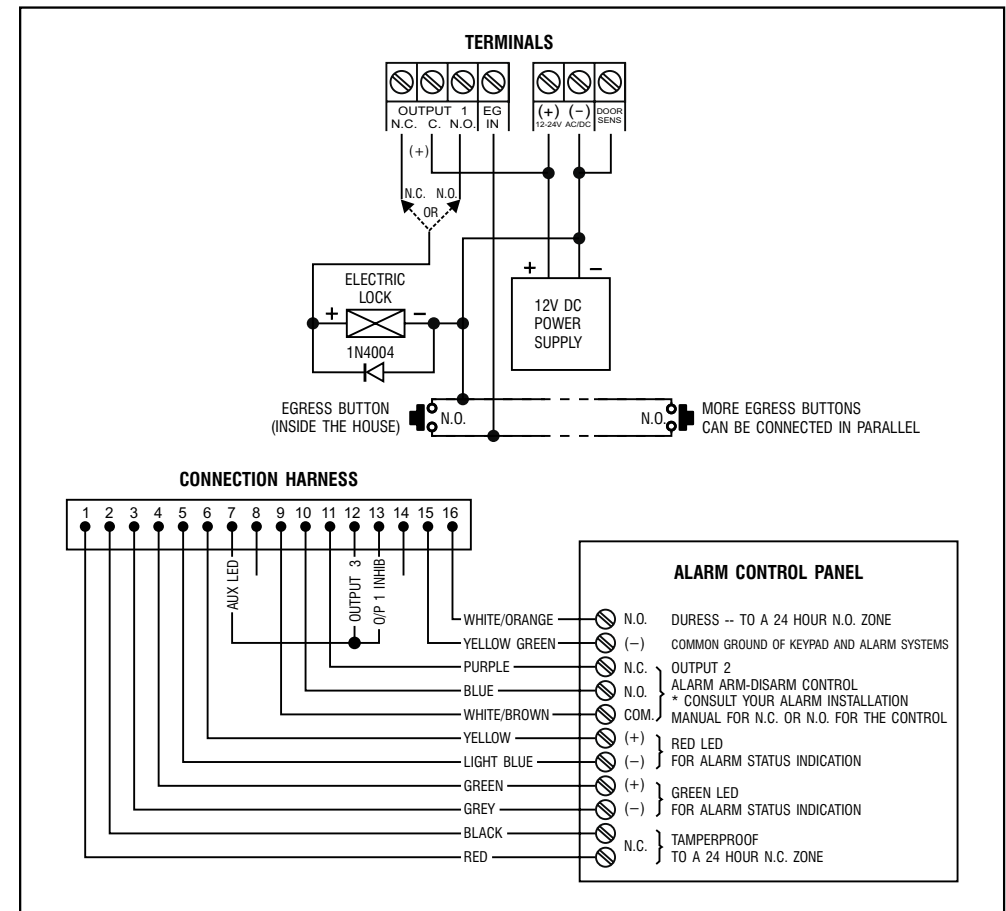 TERMINALS
OUTPUT 1
N.C. C. N.O.
EG
IN
(+) (−)
12-24V AC/DC
DOOR
SENS
(+)
N.C. N.O.
OR
ELECTRIC
LOCK
+ −
1N4004
+ −
12V DC
POWER
SUPPLY
EGRESS BUTTON
(INSIDE THE HOUSE)
N.O.
N.O.
MORE EGRESS BUTTONS
CAN BE CONNECTED IN PARALLEL
CONNECTION HARNESS
1 2 3 4 5 6 7 8 9 10 11 12 13 14 15 16
AUX LED
OUTPUT 3
O/P 1 INHIB
ALARM CONTROL PANEL
WHITE/ORANGE N.O. DURESS -- TO A 24 HOUR N.O. ZONE
YELLOW GREEN (−) COMMON GROUND OF KEYPAD AND ALARM SYSTEMS
PURPLE N.C. OUTPUT 2
BLUE N.O. ALARM ARM-DISARM CONTROL
* CONSULT YOUR ALARM INSTALLATION
WHITE/BROWN COM. MANUAL FOR N.C. OR N.O. FOR THE CONTROL
YELLOW (+) RED LED
LIGHT BLUE (−) FOR ALARM STATUS INDICATION
GREEN (+) GREEN LED
GREY (−) FOR ALARM STATUS INDICATION
BLACK N.C. TAMPERPROOF
RED TO A 24 HOUR N.C. ZONE